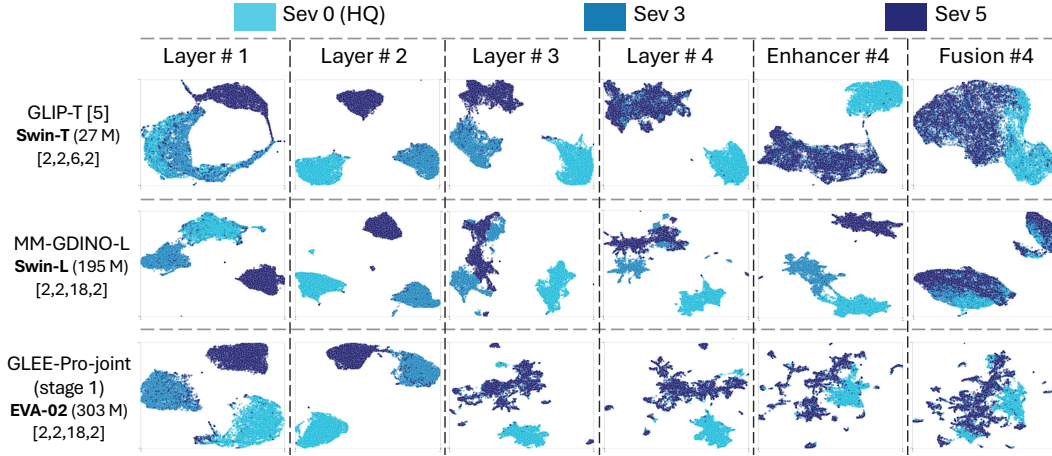 Sev 0 (HQ) Sev 3 Sev 5
Layer # 1 Layer # 2 Layer # 3 Layer # 4 Enhancer #4 Fusion #4
GLIP-T [5]
Swin-T (27 M)
[2,2,6,2]
MM-GDINO-L
Swin-L (195 M)
[2,2,18,2]
GLEE-Pro-joint
(stage 1)
EVA-02 (303 M)
[2,2,18,2]